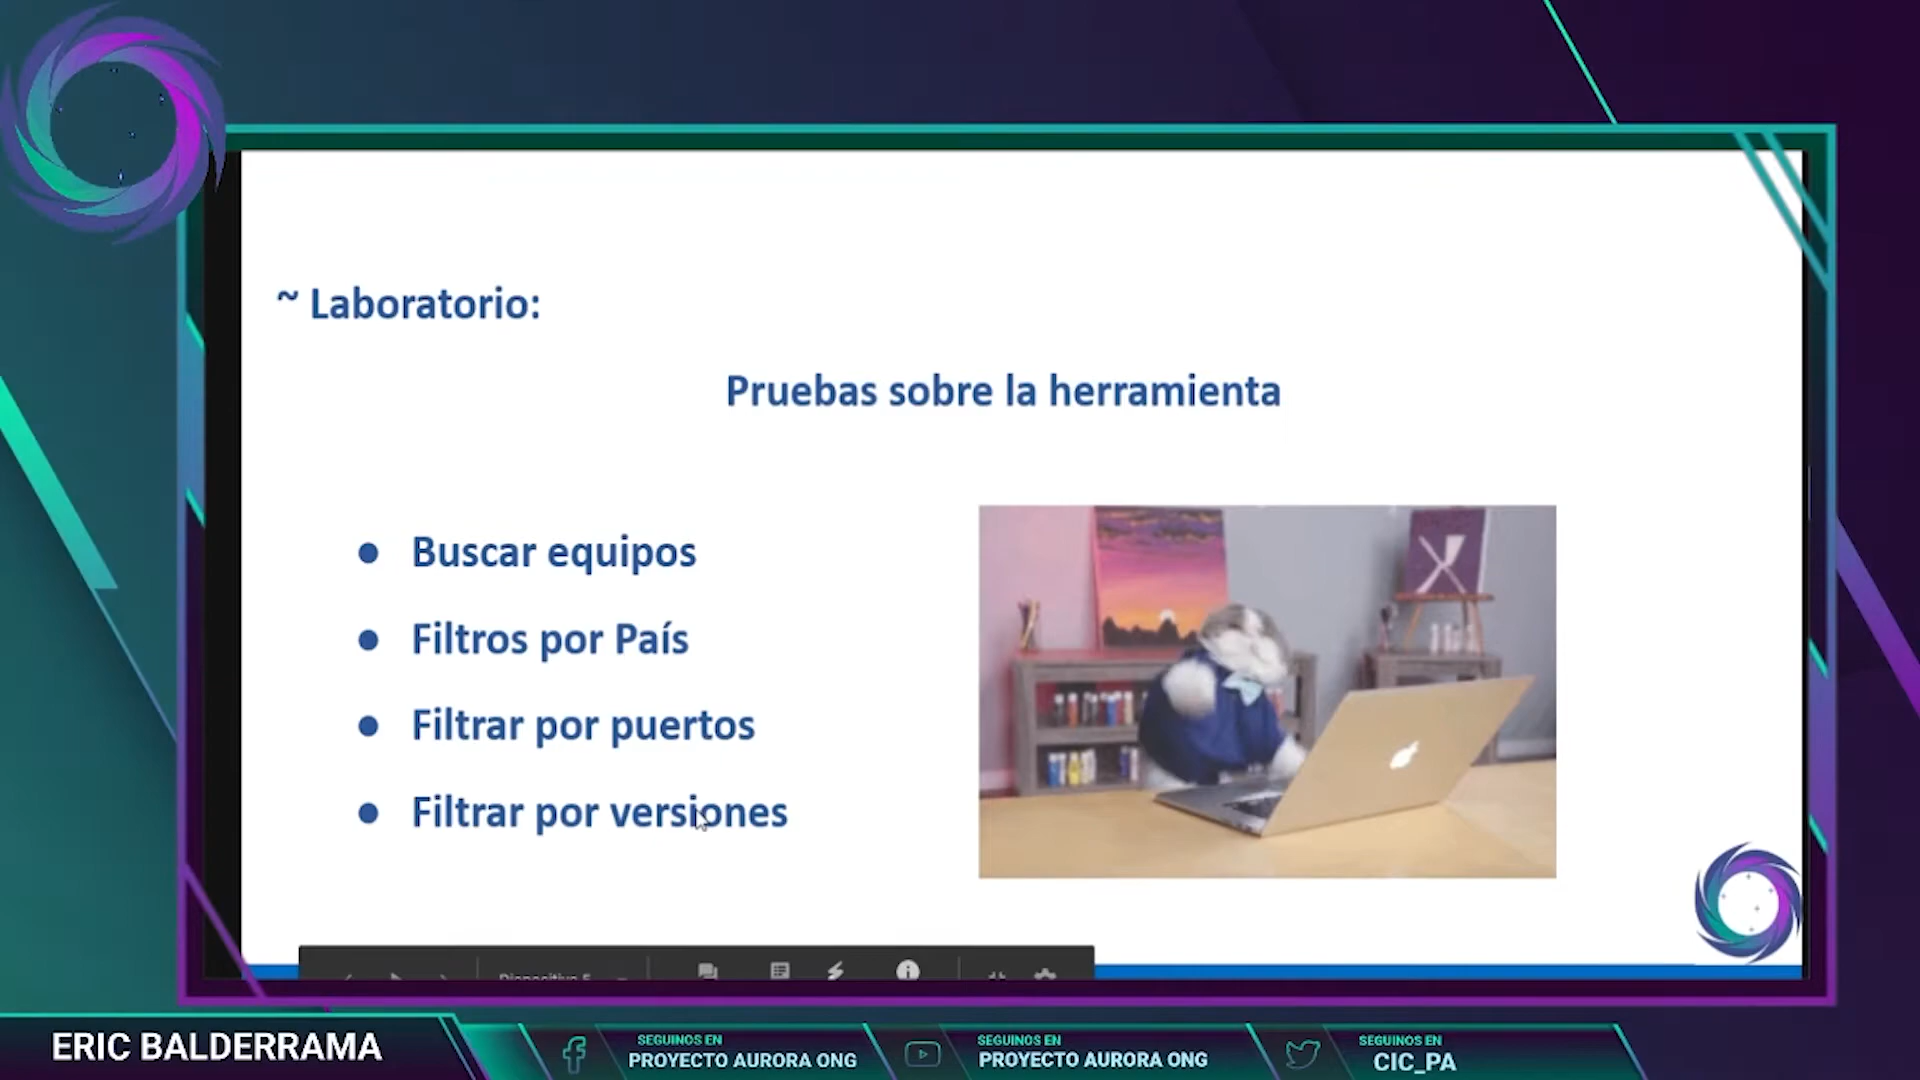 ~ Laboratorio:
Pruebas sobre la herramienta
● Buscar equipos
● Filtros por País
● Filtrar por puertos
● Filtrar por versiones
ERIC BALDERRAMA
SEGUINOS EN
PROYECTO AURORA ONG
SEGUINOS EN
PROYECTO AURORA ONG
SEGUINOS EN
CIC_PA